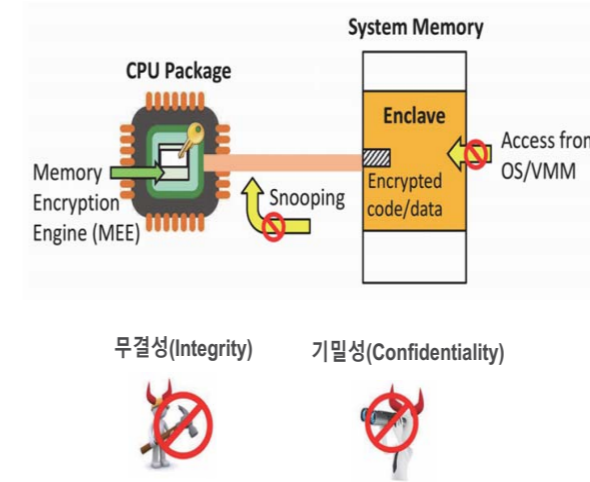 System Memory
CPU Package
Enclave
Access from
OS/VMM
Memory
Encryption
Engine (MEE)
Snooping
Encrypted
code/data
무결성(Integrity)
기밀성(Confidentiality)